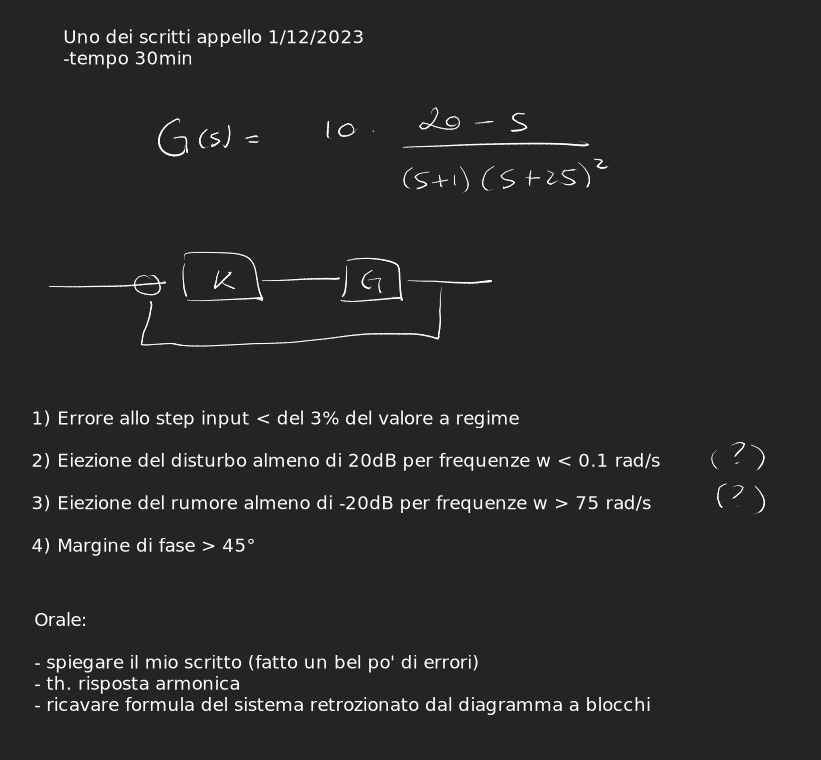 Uno dei scritti appello 1/12/2023
-tempo 30min
G(s) = 10 · 20 - s
(s+1) (s+25)²
K G
1) Errore allo step input < del 3% del valore a regime
2) Eiezione del disturbo almeno di 20dB per frequenze w < 0.1 rad/s (?)
3) Eiezione del rumore almeno di -20dB per frequenze w > 75 rad/s (?)
4) Margine di fase > 45°
Orale:
- spiegare il mio scritto (fatto un bel po' di errori)
- th. risposta armonica
- ricavare formula del sistema retrozionato dal diagramma a blocchi